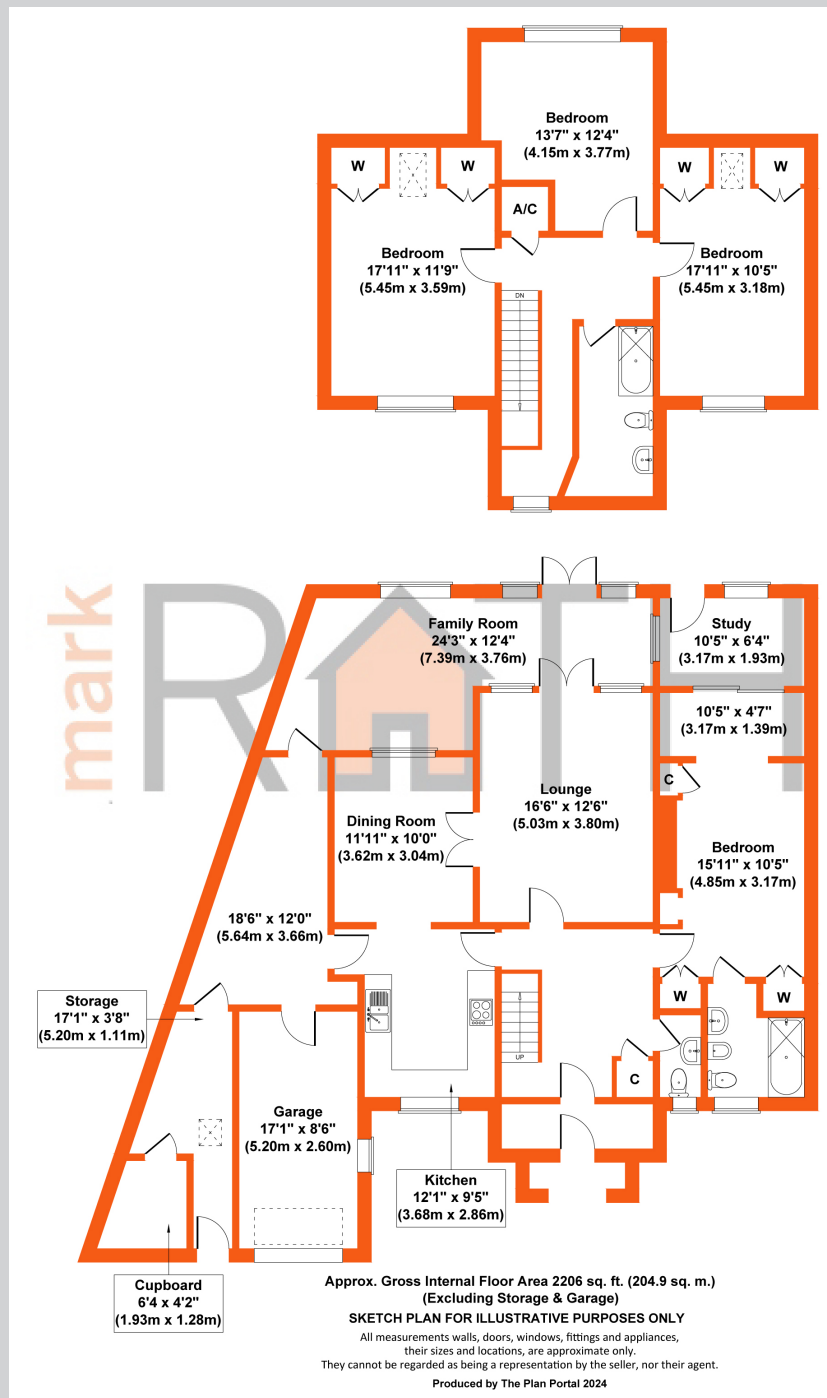 Bedroom
13'7" x 12'4"
(4.15m x 3.77m)
W
W
W
W
A/C
Bedroom
17'11" x 11'9"
(5.45m x 3.59m)
Bedroom
17'11" x 10'5"
(5.45m x 3.18m)
DN
mark
RATHI
Family Room
24'3" x 12'4"
(7.39m x 3.76m)
Study
10'5" x 6'4"
(3.17m x 1.93m)
10'5" x 4'7"
(3.17m x 1.39m)
C
Lounge
16'6" x 12'6"
(5.03m x 3.80m)
Dining Room
11'11" x 10'0"
(3.62m x 3.04m)
Bedroom
15'11" x 10'5"
(4.85m x 3.17m)
18'6" x 12'0"
(5.64m x 3.66m)
Storage
17'1" x 3'8"
(5.20m x 1.11m)
W
W
UP
C
Garage
17'1" x 8'6"
(5.20m x 2.60m)
Kitchen
12'1" x 9'5"
(3.68m x 2.86m)
Cupboard
6'4 x 4'2"
(1.93m x 1.28m)
Approx. Gross Internal Floor Area 2206 sq. ft. (204.9 sq. m.)
(Excluding Storage & Garage)
SKETCH PLAN FOR ILLUSTRATIVE PURPOSES ONLY
All measurements walls, doors, windows, fittings and appliances,
their sizes and locations, are approximate only.
They cannot be regarded as being a representation by the seller, nor their agent.
Produced by The Plan Portal 2024